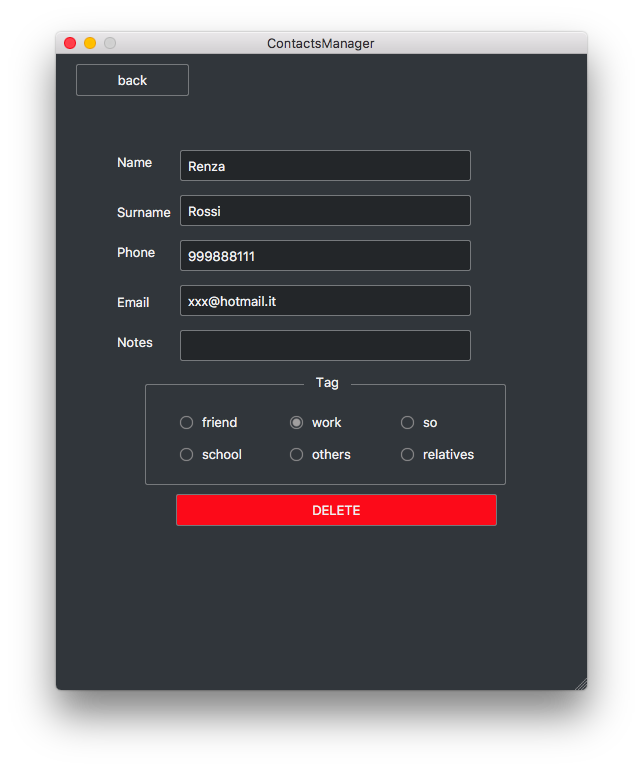 ContactsManager
back
Name Renza
Surname Rossi
Phone 999888111
Email xxx@hotmail.it
Notes
Tag
friend work so
school others relatives
DELETE